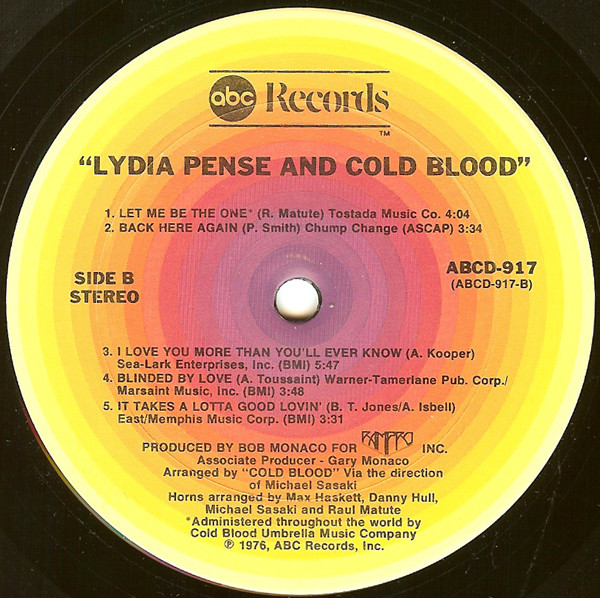 abc Records
TM
"LYDIA PENSE AND COLD BLOOD"
1. LET ME BE THE ONE* (R. Matute) Tostada Music Co. 4:04
2. BACK HERE AGAIN (P. Smith) Chump Change (ASCAP) 3:34
SIDE B
STEREO
ABCD-917
(ABCD-917-B)
3. I LOVE YOU MORE THAN YOU'LL EVER KNOW (A. Kooper)
Sea-Lark Enterprises, Inc. (BMI) 5:47
4. BLINDED BY LOVE (A. Toussaint) Warner-Tamerlane Pub. Corp./
Marsaint Music, Inc. (BMI) 3:48
5. IT TAKES A LOTTA GOOD LOVIN' (B. T. Jones/A. Isbell)
East/Memphis Music Corp. (BMI) 3:31
PRODUCED BY BOB MONACO FOR RAMPRO INC.
Associate Producer - Gary Monaco
Arranged by "COLD BLOOD" Via the direction
of Michael Sasaki
Horns arranged by Max Haskett, Danny Hull,
Michael Sasaki and Raul Matute
*Administered throughout the world by
Cold Blood Umbrella Music Company
℗ 1976, ABC Records, Inc.